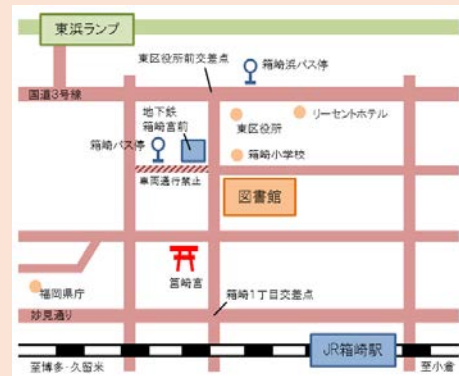 東浜ランプ
東区役所前交差点
箱崎浜バス停
国道3号線
地下鉄
箱崎宮前
リーセントホテル
東区役所
箱崎バス停
箱崎小学校
車両通行禁止
図書館
筥崎宮
福岡県庁
箱崎1丁目交差点
妙見通り
JR箱崎駅
至博多・久留米
至小倉